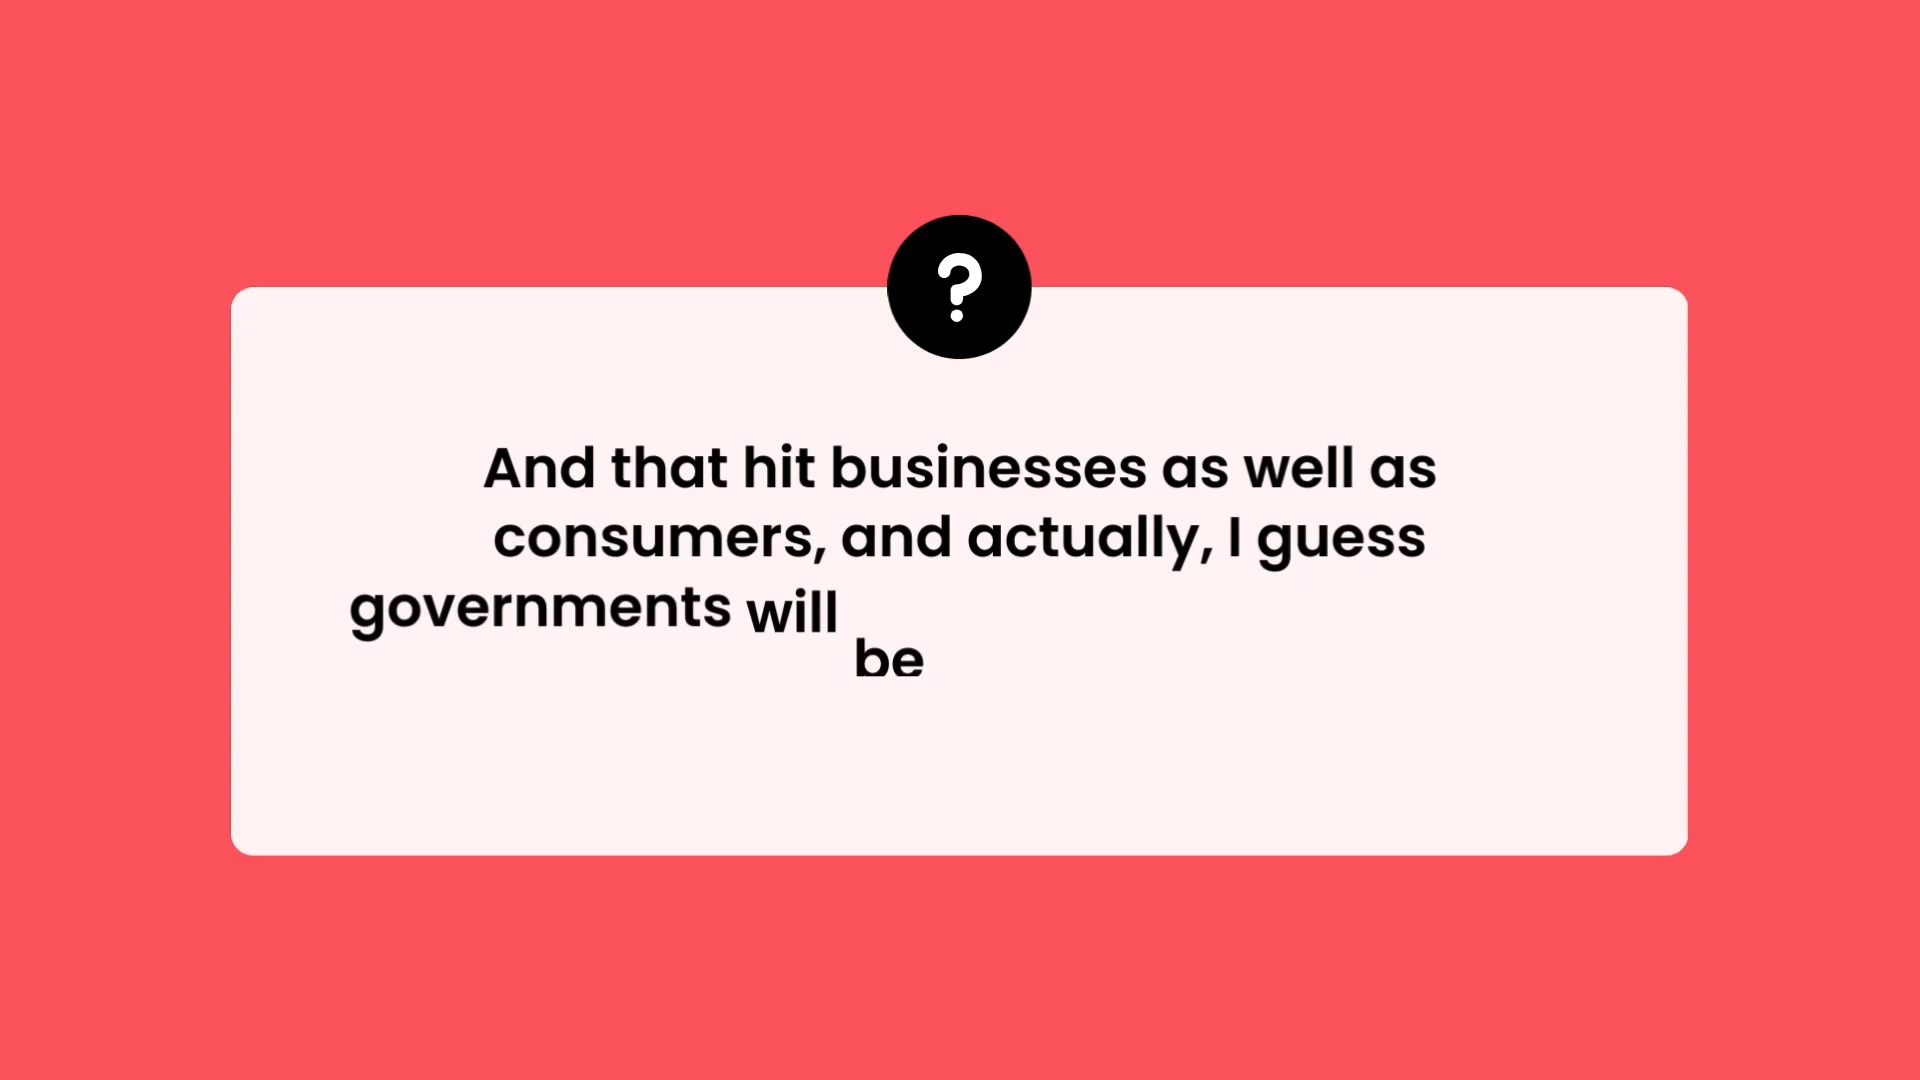 ?
And that hit businesses as well as
consumers, and actually, I guess
governments will be